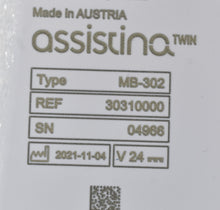 Made in AUSTRIA
assistina TWIN
Type MB-302
REF 30310000
SN 04966
2021-11-04 V 24